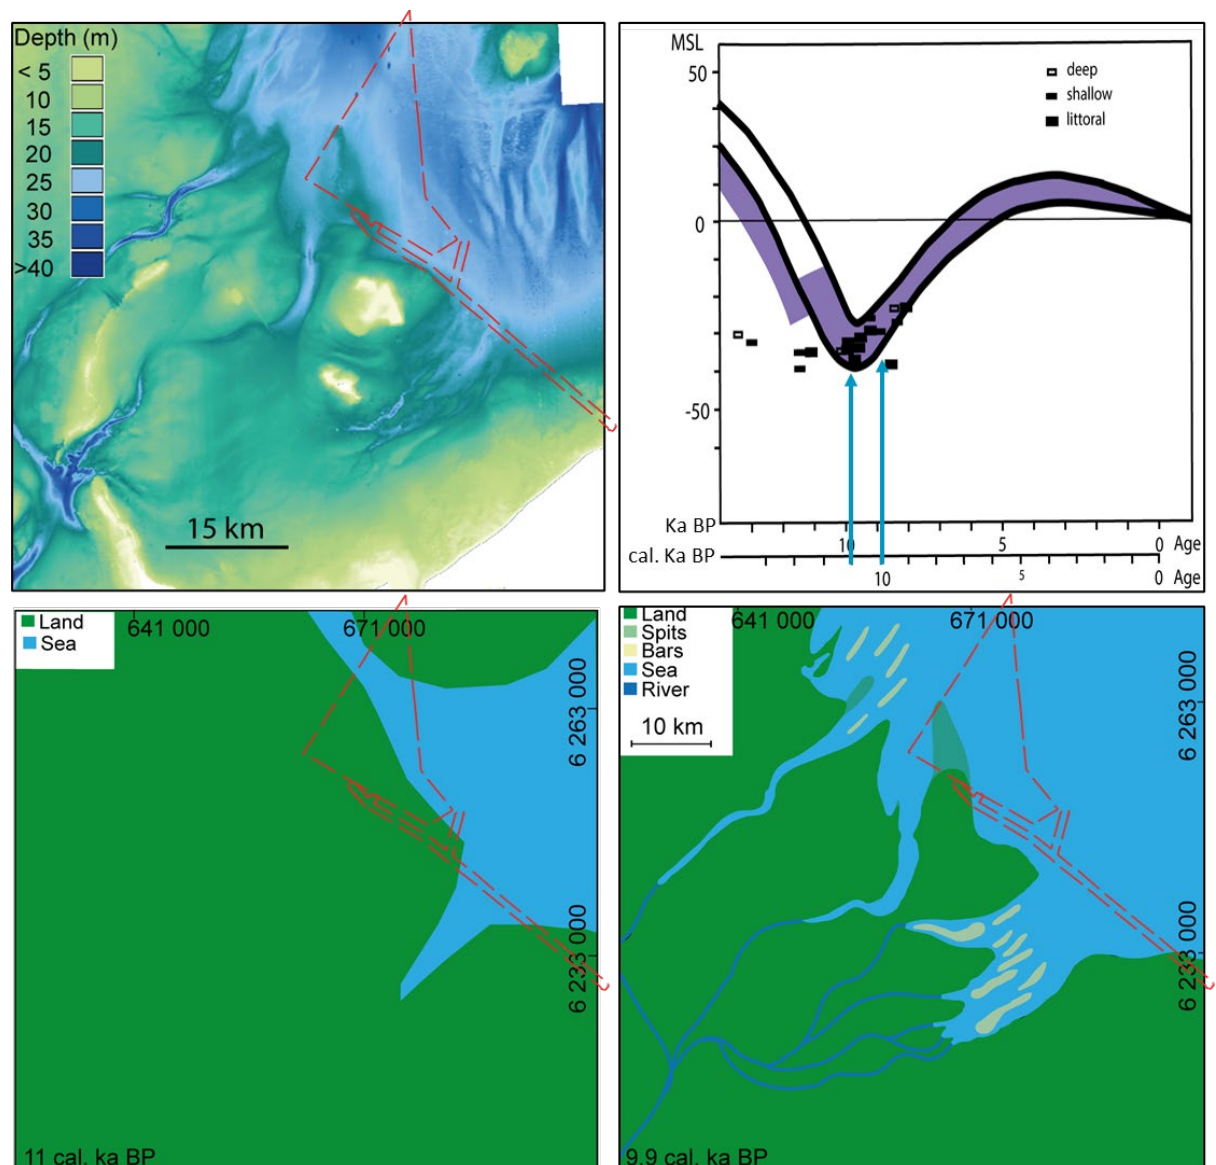 Depth (m)
< 5
10
15
20
25
30
35
>40
15 km
MSL
50
0
-50
deep
shallow
littoral
Ka BP
10
5
0 Age
cal. Ka BP
10
5
0 Age
Land
Sea
641 000
671 000
6 263 000
6 233 000
11 cal. ka BP
Land
Spits
Bars
Sea
River
10 km
641 000
671 000
6 263 000
6 233 000
9.9 cal. ka BP